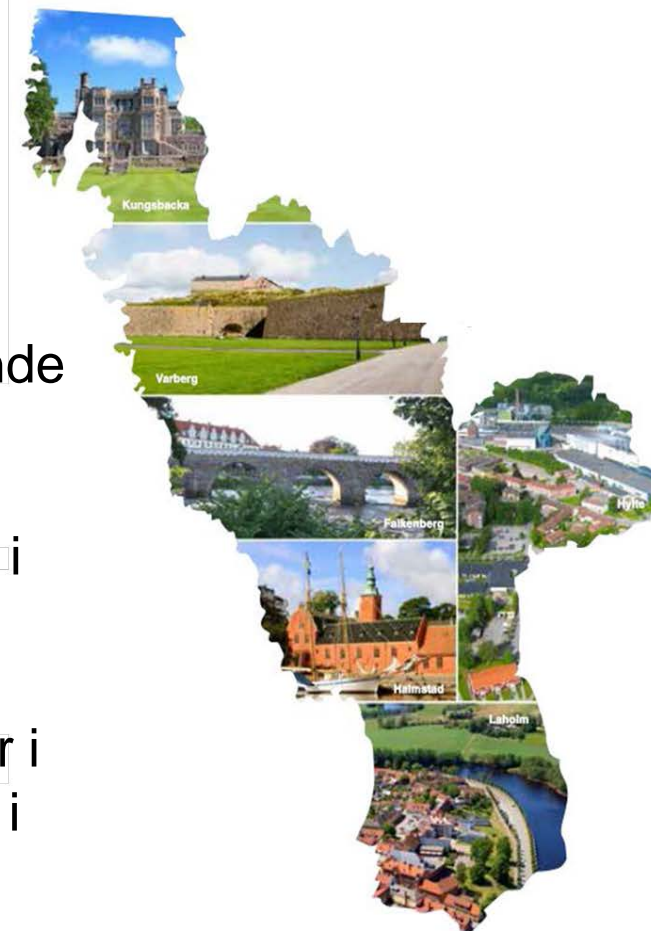 Kungsbacka
nde
Varberg
Hylte
Falkenberg
i
Halmstad
Laholm
r i
i